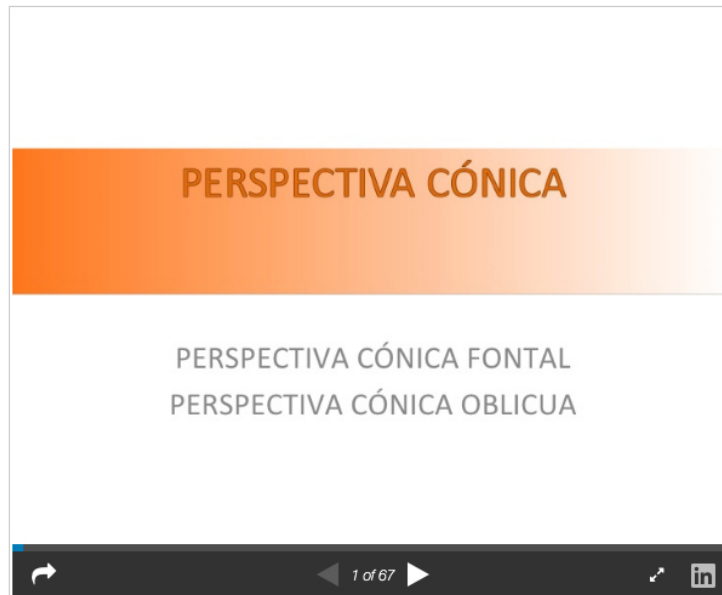 PERSPECTIVA CÓNICA
PERSPECTIVA CÓNICA FONTAL
PERSPECTIVA CÓNICA OBLICUA
1 of 67
in